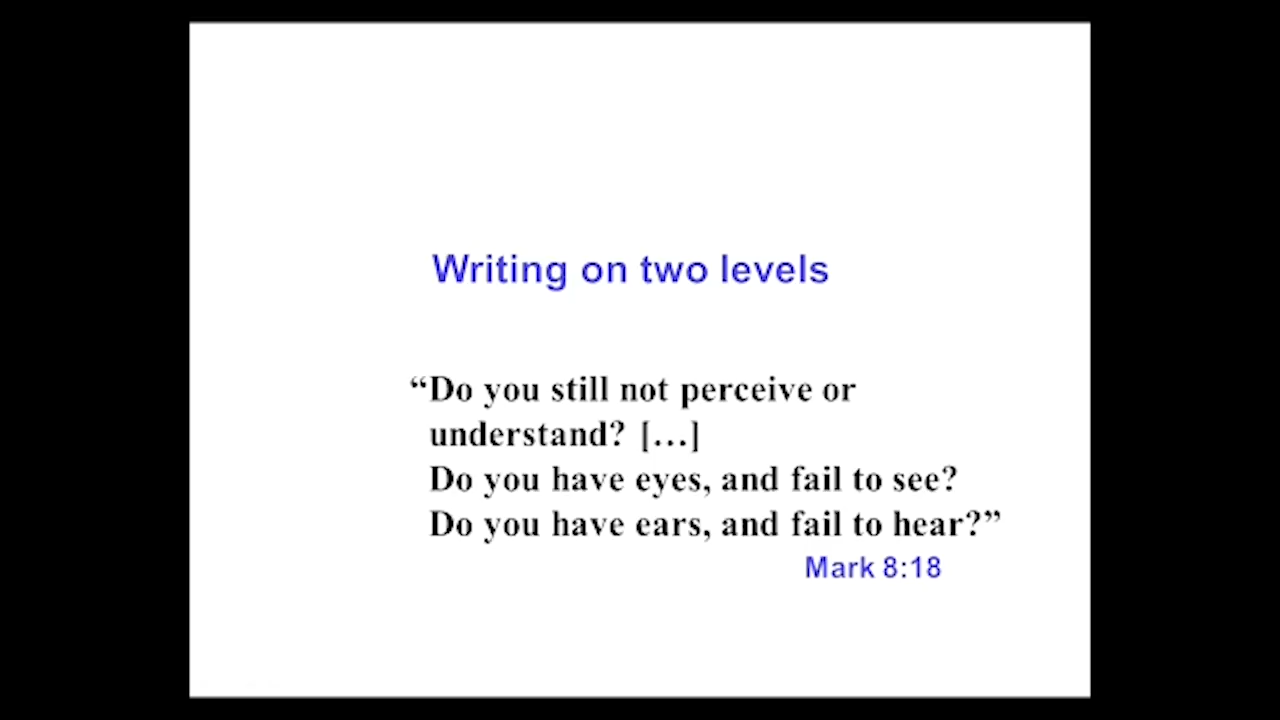 Writing on two levels
“Do you still not perceive or
understand? […]
Do you have eyes, and fail to see?
Do you have ears, and fail to hear?”
Mark 8:18